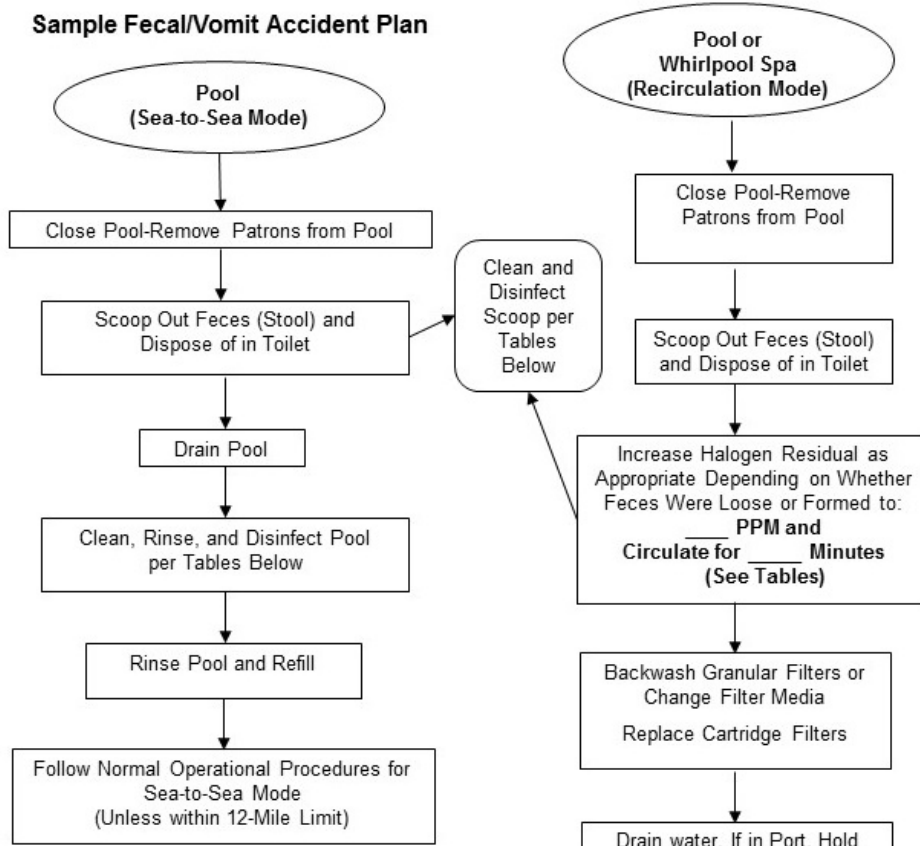 Sample Fecal/Vomit Accident Plan
Pool
(Sea-to-Sea Mode)
Close Pool-Remove Patrons from Pool
Scoop Out Feces (Stool) and
Dispose of in Toilet
Clean and
Disinfect
Scoop per
Tables
Below
Drain Pool
Clean, Rinse, and Disinfect Pool
per Tables Below
Rinse Pool and Refill
Follow Normal Operational Procedures for
Sea-to-Sea Mode
(Unless within 12-Mile Limit)
Pool or
Whirlpool Spa
(Recirculation Mode)
Close Pool-Remove
Patrons from Pool
Scoop Out Feces (Stool)
and Dispose of in Toilet
Increase Halogen Residual as
Appropriate Depending on Whether
Feces Were Loose or Formed to:
____ PPM and
Circulate for _____ Minutes
(See Tables)
Backwash Granular Filters or
Change Filter Media
Replace Cartridge Filters
Drain water. If in Port, Hold